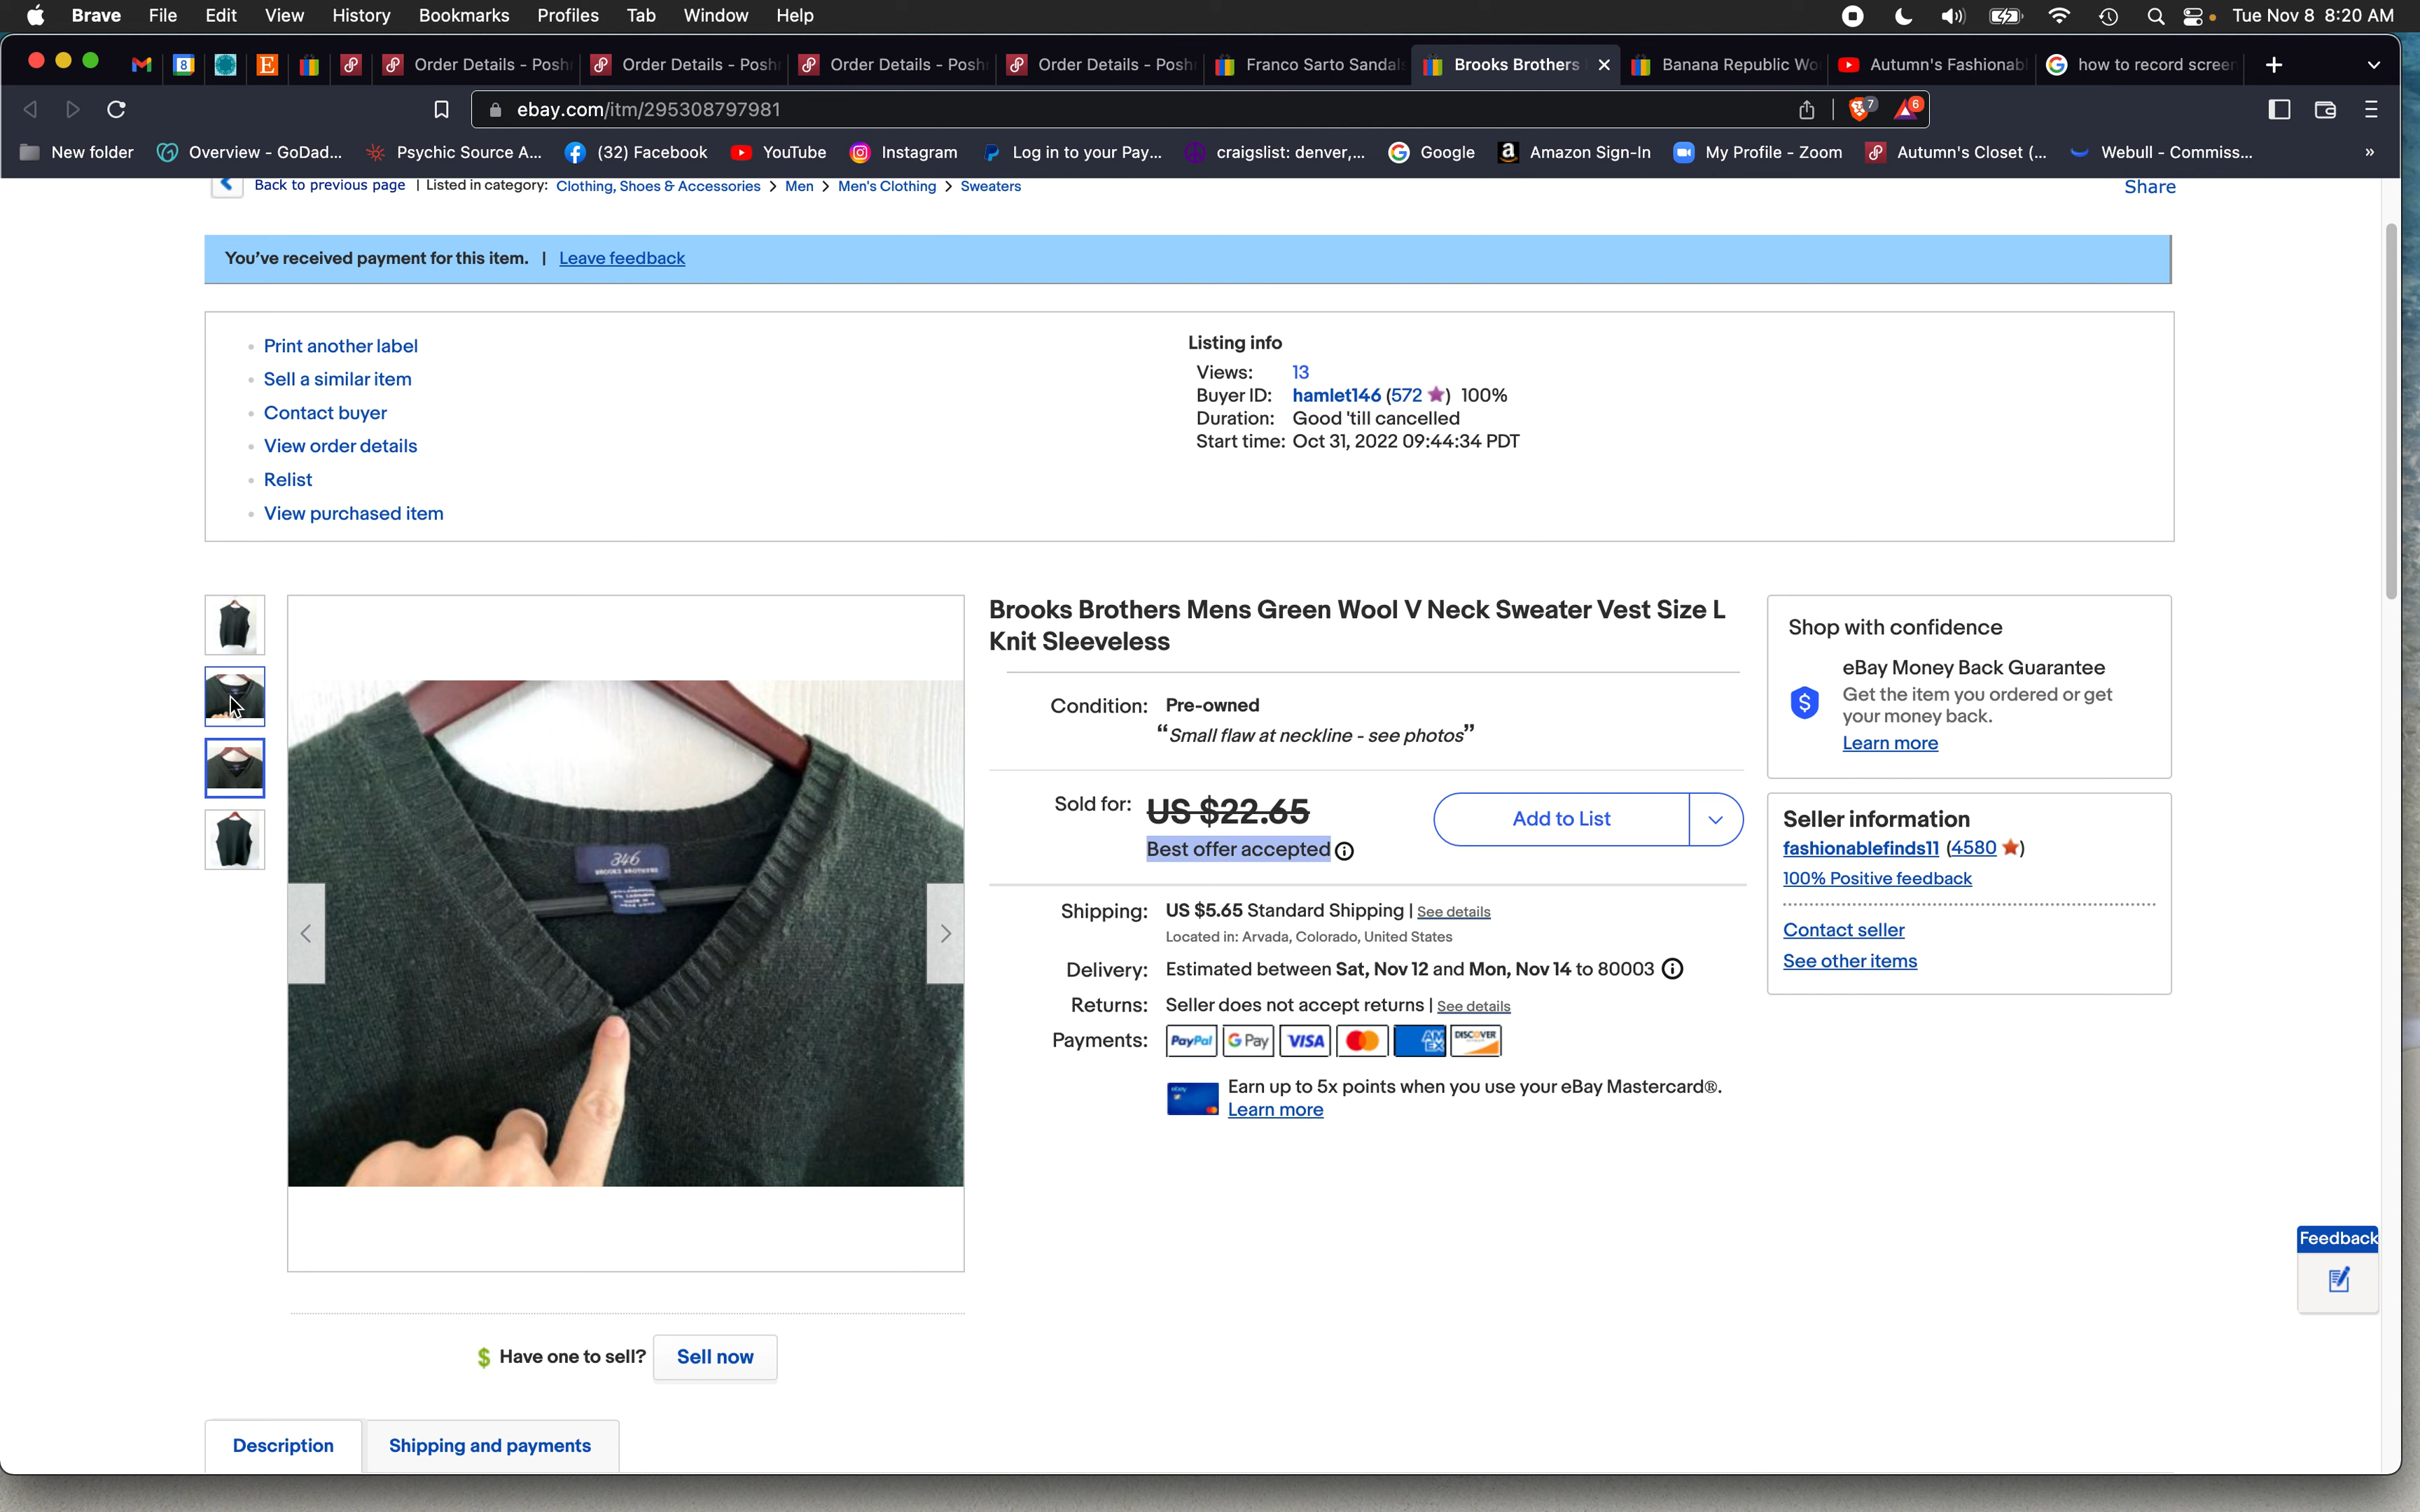 Brave File Edit View History Bookmarks Profiles Tab Window Help Tue Nov 8 8:20 AM
Order Details - Posh Order Details - Posh Order Details - Posh Order Details - Posh Franco Sarto Sandal Brooks Brothers Banana Republic Wo Autumn's Fashionab how to record screen
ebay.com/itm/295308797981 7 6
New folder Overview - GoDad... Psychic Source A... (32) Facebook YouTube Instagram Log in to your Pay... craigslist: denver,... Google Amazon Sign-In My Profile - Zoom Autumn's Closet (... Webull - Commiss... »
Back to previous page | Listed in category: Clothing, Shoes & Accessories > Men > Men's Clothing > Sweaters Share
You've received payment for this item. | Leave feedback
Print another label
Sell a similar item
Contact buyer
View order details
Relist
View purchased item
Listing info
Views: 13
Buyer ID: hamlet146 (572 ) 100%
Duration: Good 'till cancelled
Start time: Oct 31, 2022 09:44:34 PDT
346
BROOKS BROTHERS
Brooks Brothers Mens Green Wool V Neck Sweater Vest Size L
Knit Sleeveless
Condition: Pre-owned
“Small flaw at neckline - see photos”
Sold for: US $22.65
Best offer accepted
Add to List
Shipping: US $5.65 Standard Shipping | See details
Located in: Arvada, Colorado, United States
Delivery: Estimated between Sat, Nov 12 and Mon, Nov 14 to 80003
Returns: Seller does not accept returns | See details
Payments: PayPal G Pay VISA AM EX DISCOVER
Earn up to 5x points when you use your eBay Mastercard®.
Learn more
Shop with confidence
eBay Money Back Guarantee
Get the item you ordered or get
your money back.
Learn more
Seller information
fashionablefinds11 (4580 )
100% Positive feedback
Contact seller
See other items
Feedback
$ Have one to sell? Sell now
Description Shipping and payments